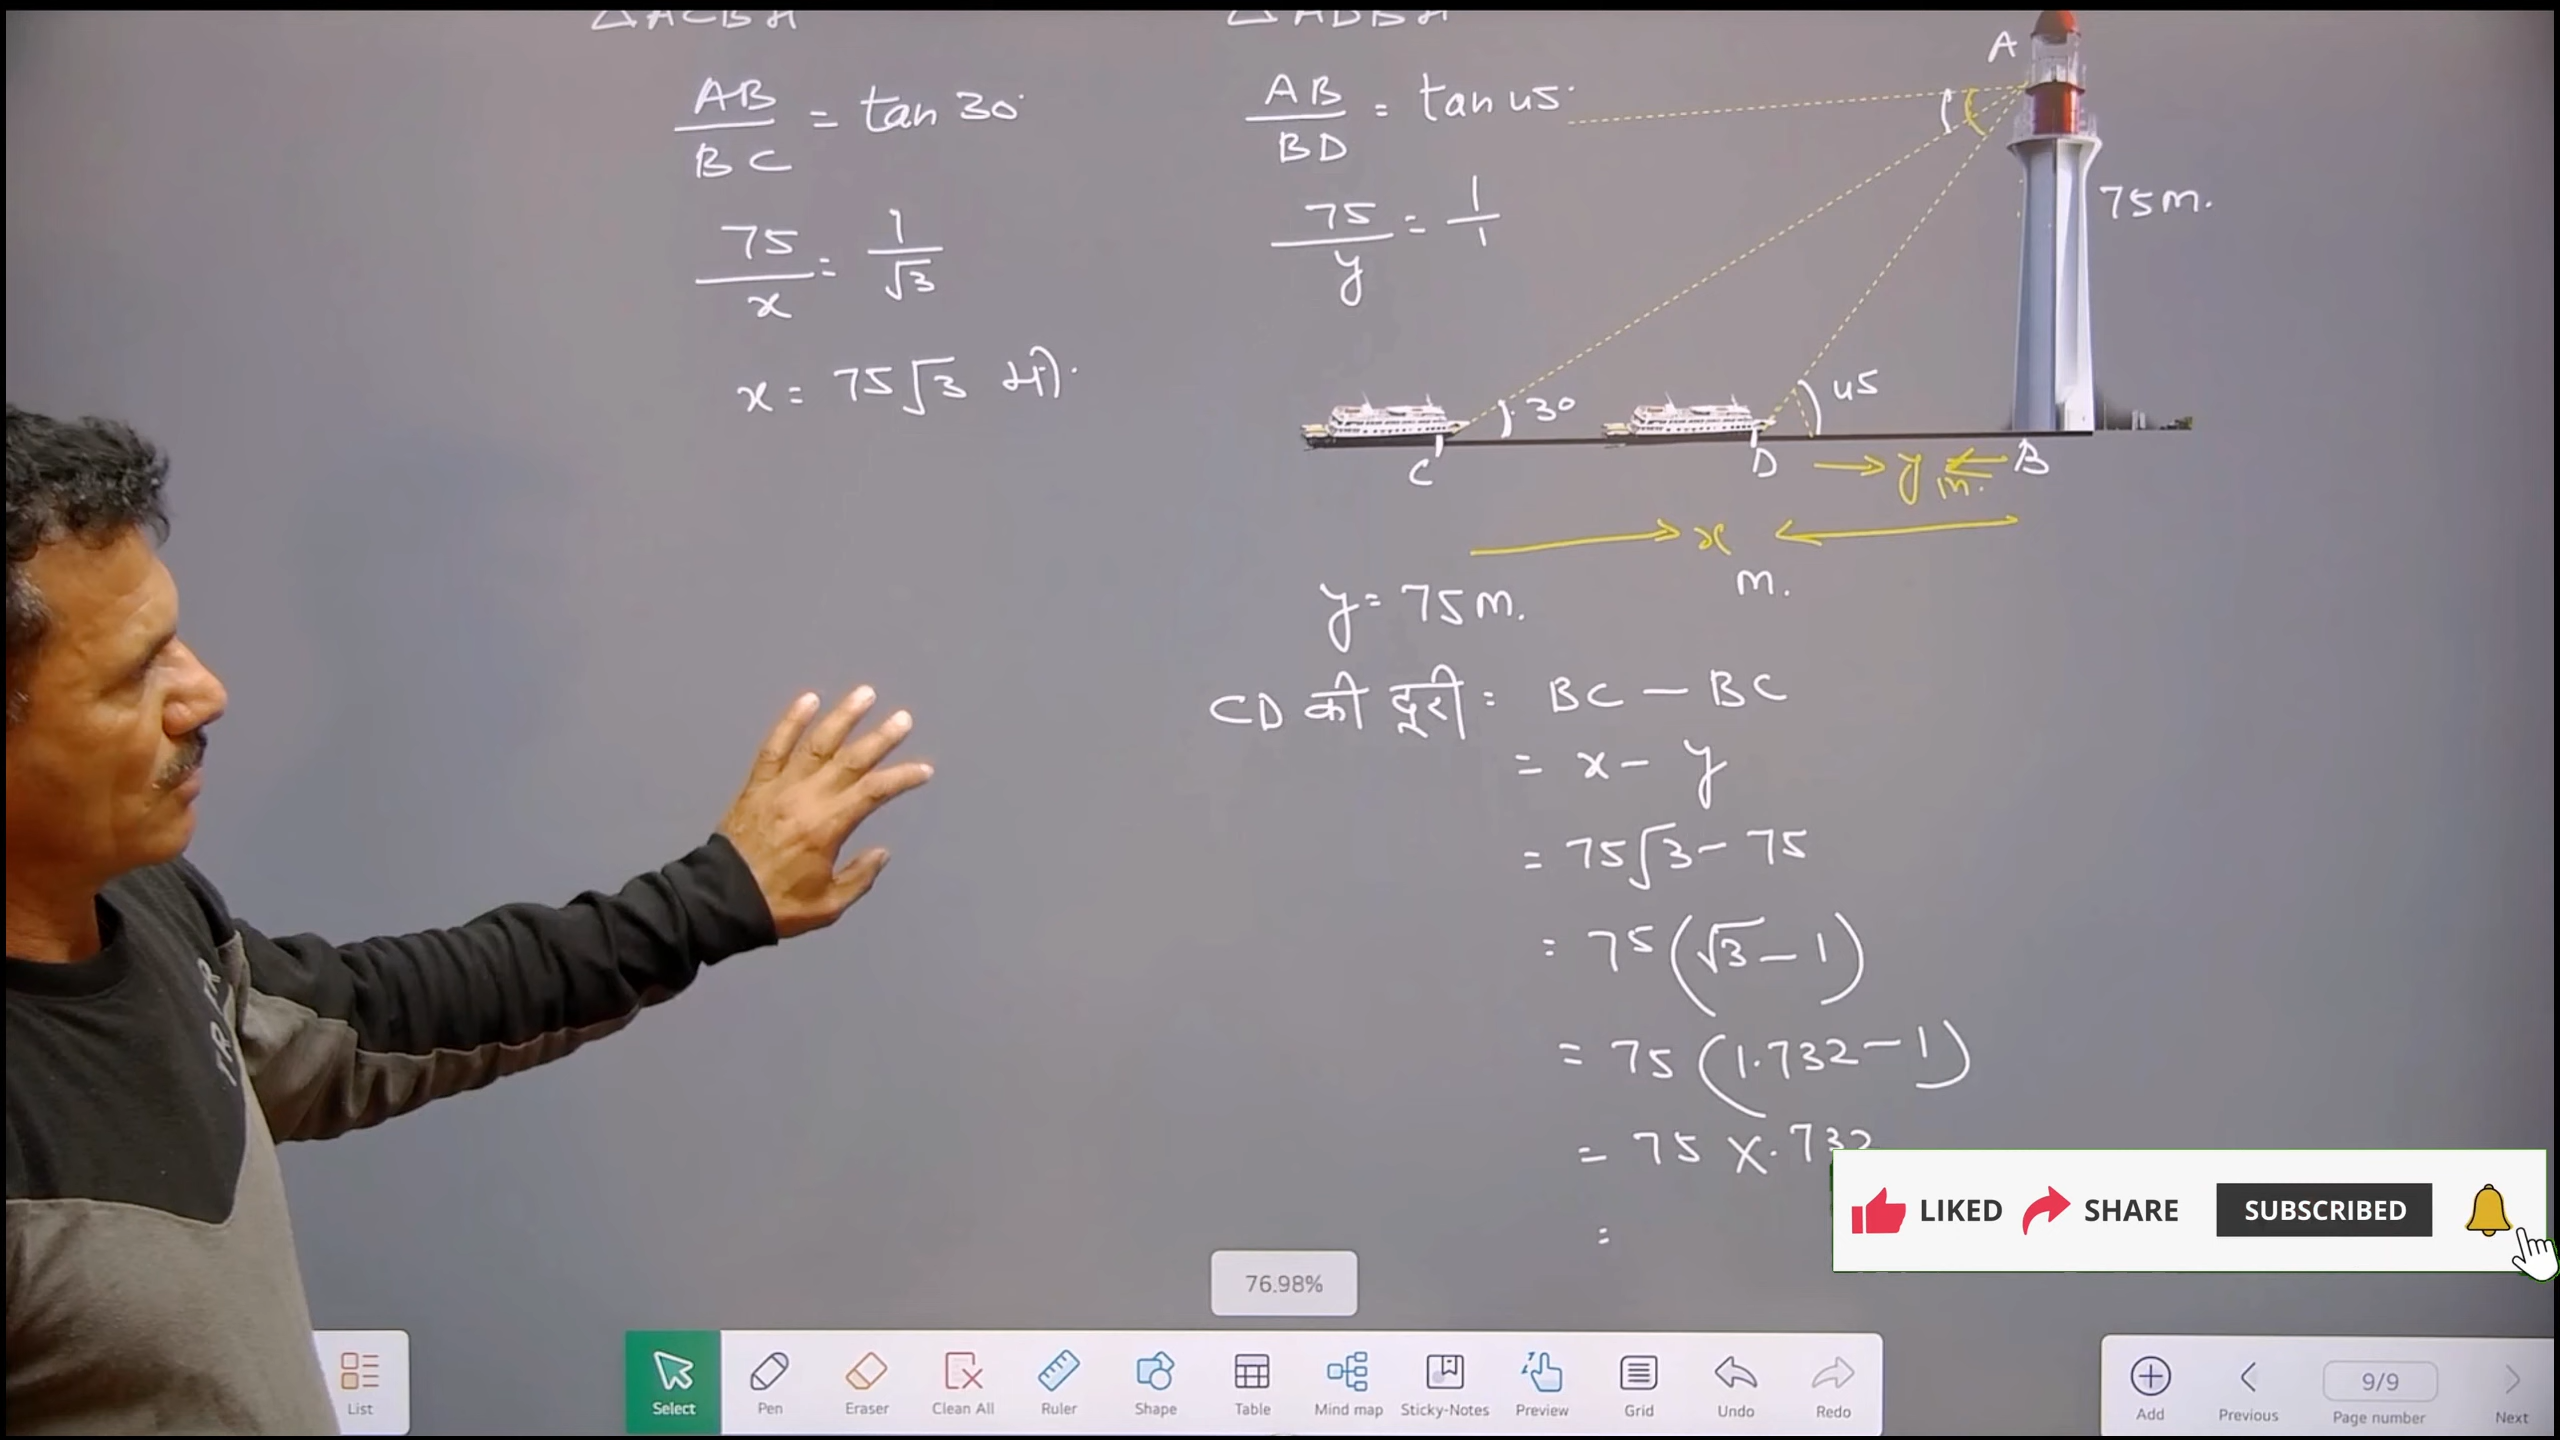 AB/BC = tan 30°
75/x = 1/√3
x = 75√3 मी.
AB/BD = tan 45°
75/y = 1/1
A
75m.
30
45
C
D
y m.
B
x
m.
y = 75m.
CD की दूरी = BC - BC
= x - y
= 75√3 - 75
= 75(√3 - 1)
= 75(1.732 - 1)
= 75 X .732
=
LIKED SHARE SUBSCRIBED
76.98%
List
Select Pen Eraser Clean All Ruler Shape Table Mind map Sticky-Notes Preview Grid Undo Redo
Add Previous 9/9 Page number Next